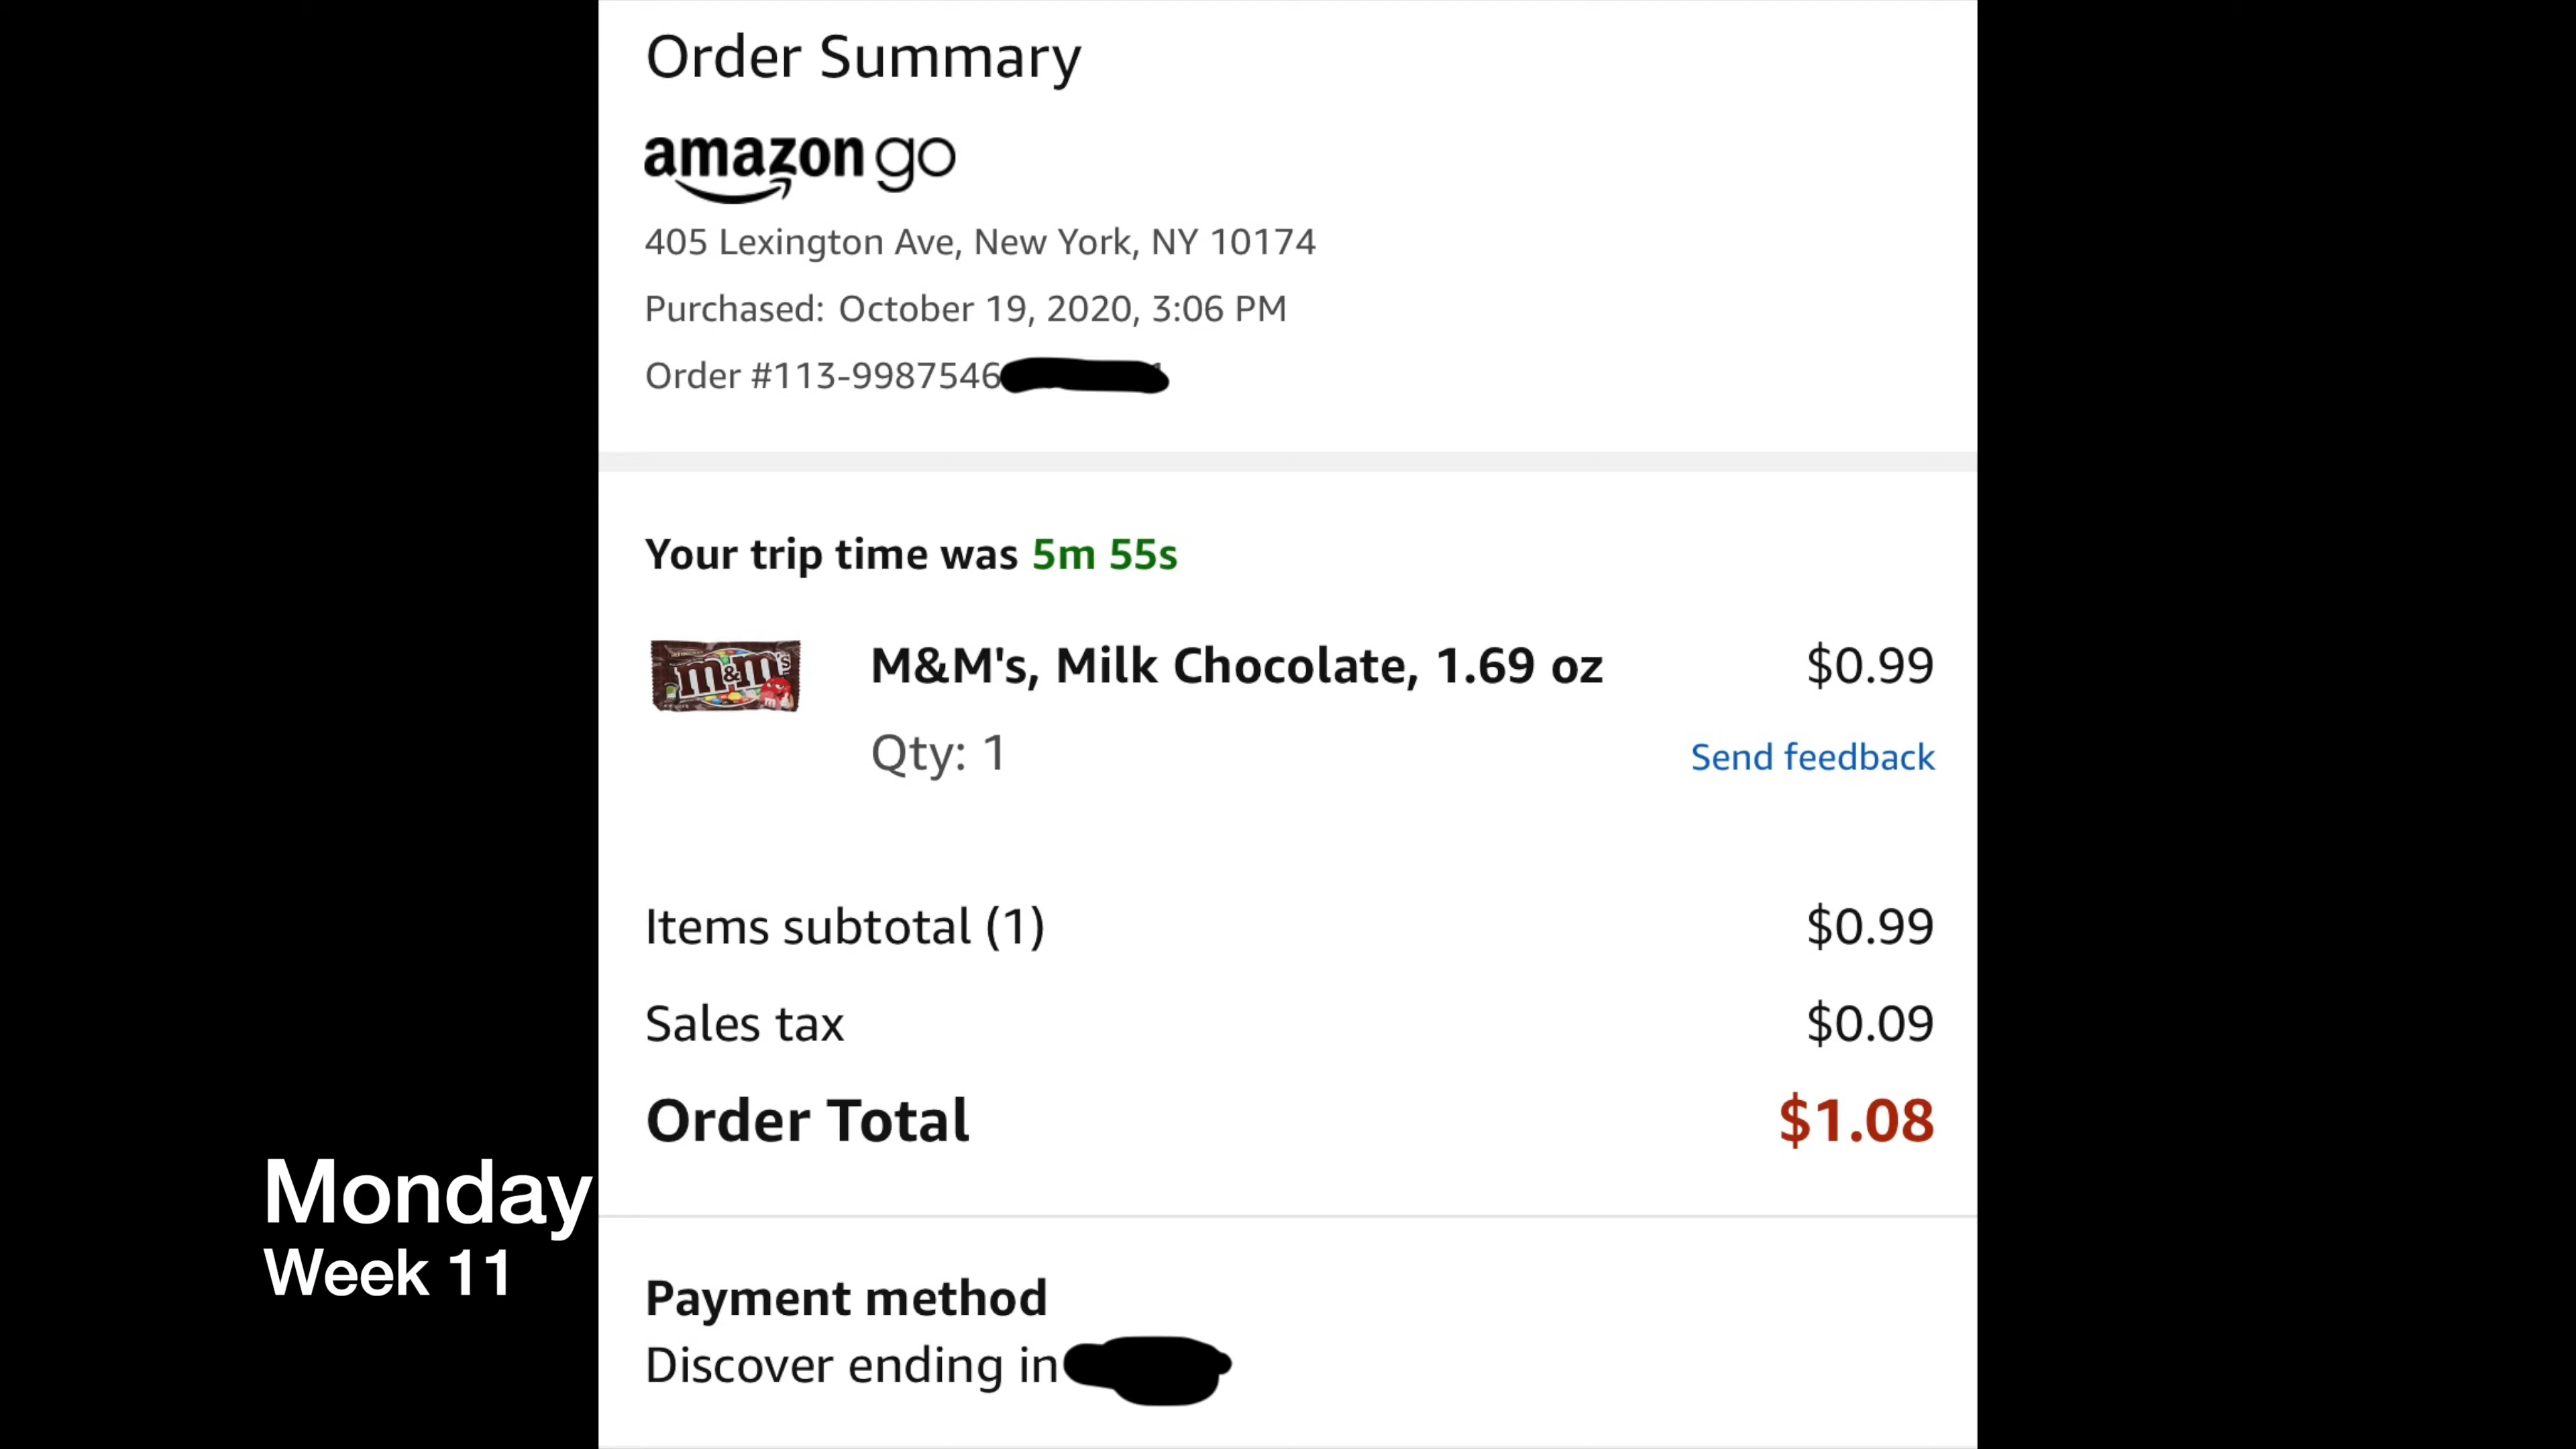 Order Summary
amazon go
405 Lexington Ave, New York, NY 10174
Purchased: October 19, 2020, 3:06 PM
Order #113-9987546
Your trip time was 5m 55s
m&m's
M&M's, Milk Chocolate, 1.69 oz $0.99
Qty: 1 Send feedback
Items subtotal (1) $0.99
Sales tax $0.09
Order Total $1.08
Monday
Week 11
Payment method
Discover ending in